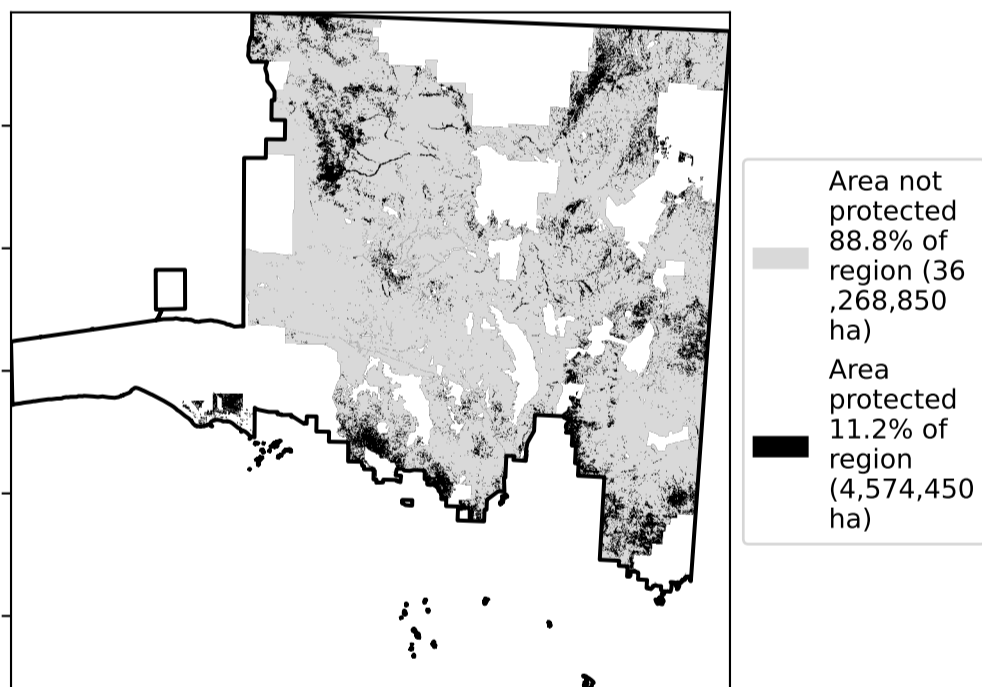 Area not
protected
88.8% of
region (36
,268,850
ha)
Area
protected
11.2% of
region
(4,574,450
ha)